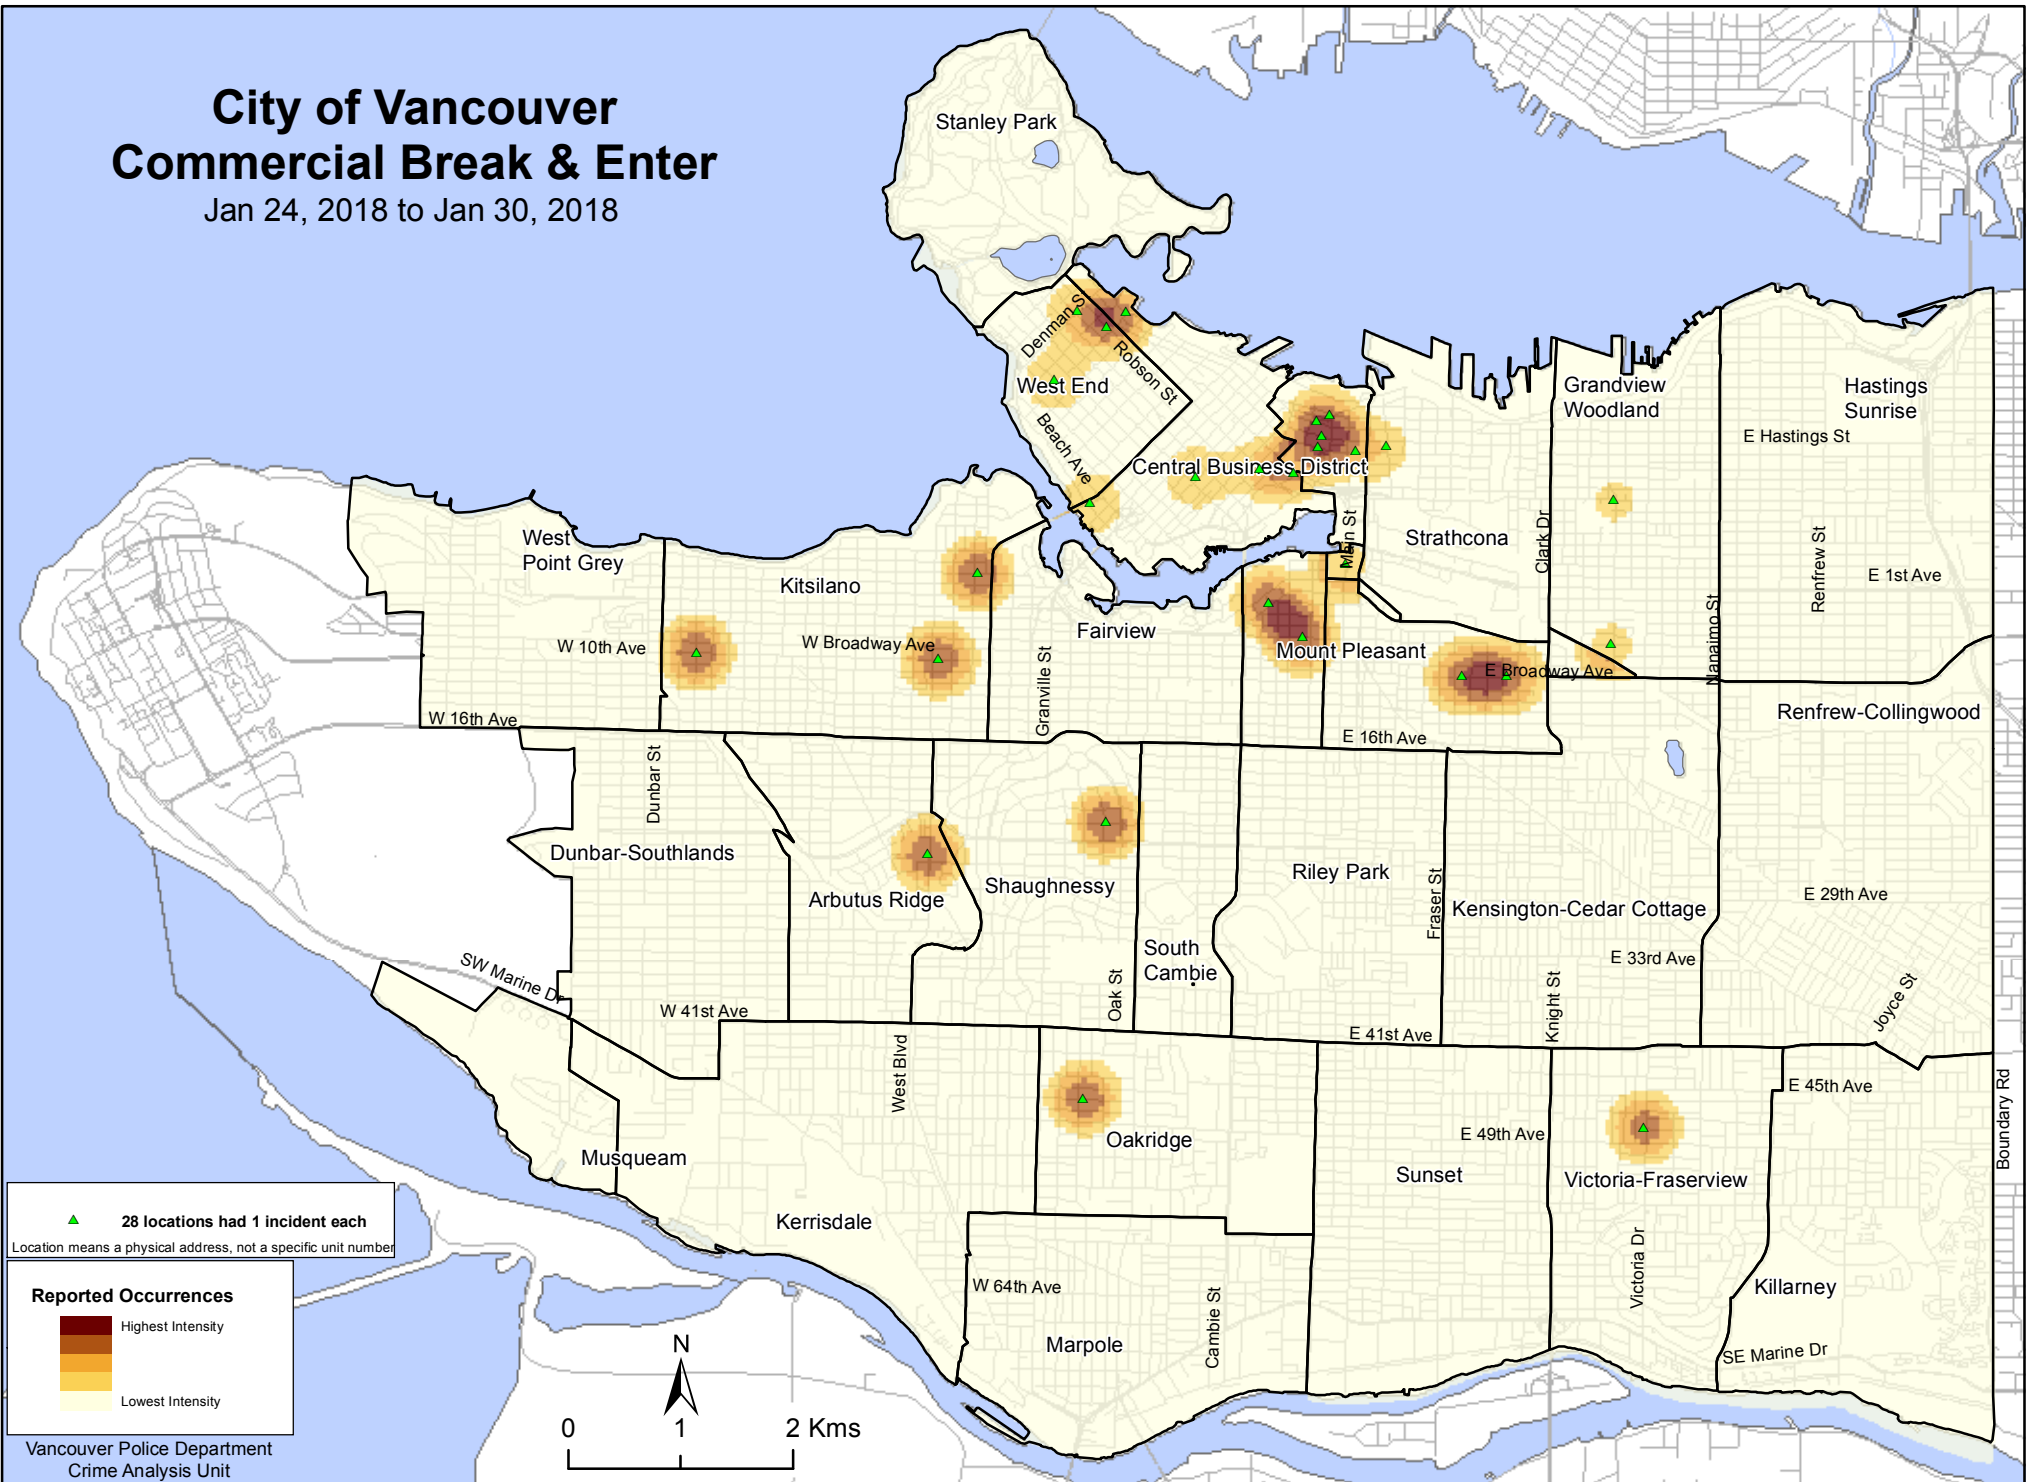 City of Vancouver
Commercial Break & Enter
Jan 24, 2018 to Jan 30, 2018
Stanley Park
Denman S
Robson St
West End
Beach Ave
Central Business District
Grandview
Woodland
Hastings
Sunrise
E Hastings St
Main St
Strathcona
Clark Dr
Nanaimo St
Renfrew St
E 1st Ave
West
Point Grey
Kitsilano
W 10th Ave
W Broadway Ave
Fairview
Granville St
Mount Pleasant
E Broadway Ave
W 16th Ave
E 16th Ave
Renfrew-Collingwood
Dunbar St
Dunbar-Southlands
Arbutus Ridge
Shaughnessy
Riley Park
Fraser St
Kensington-Cedar Cottage
E 29th Ave
South
Cambie
E 33rd Ave
SW Marine Dr
W 41st Ave
Oak St
E 41st Ave
Knight St
Joyce St
West Blvd
Oakridge
E 49th Ave
Sunset
E 45th Ave
Boundary Rd
Victoria-Fraserview
Musqueam
Kerrisdale
W 64th Ave
Marpole
Cambie St
Victoria Dr
Killarney
SE Marine Dr
28 locations had 1 incident each
Location means a physical address, not a specific unit number
Reported Occurrences
Highest Intensity
Lowest Intensity
Vancouver Police Department
Crime Analysis Unit
N
0 1 2 Kms